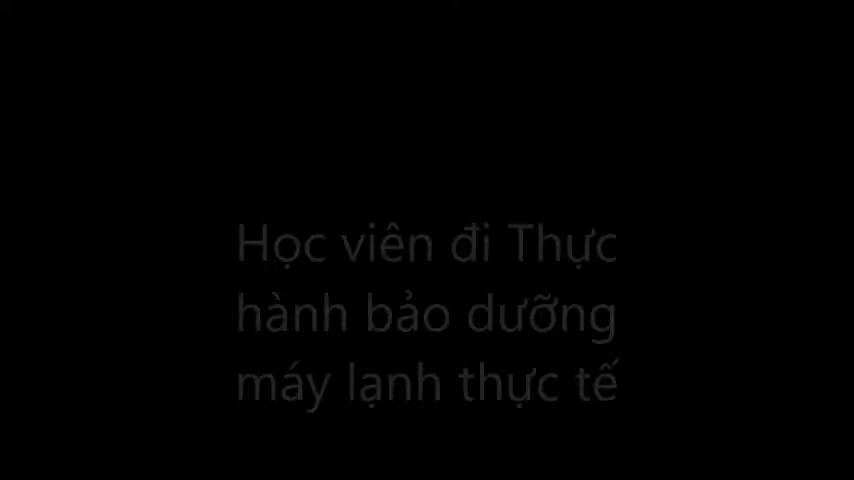 Học viên đi Thực
hành bảo dưỡng
máy lạnh thực tế